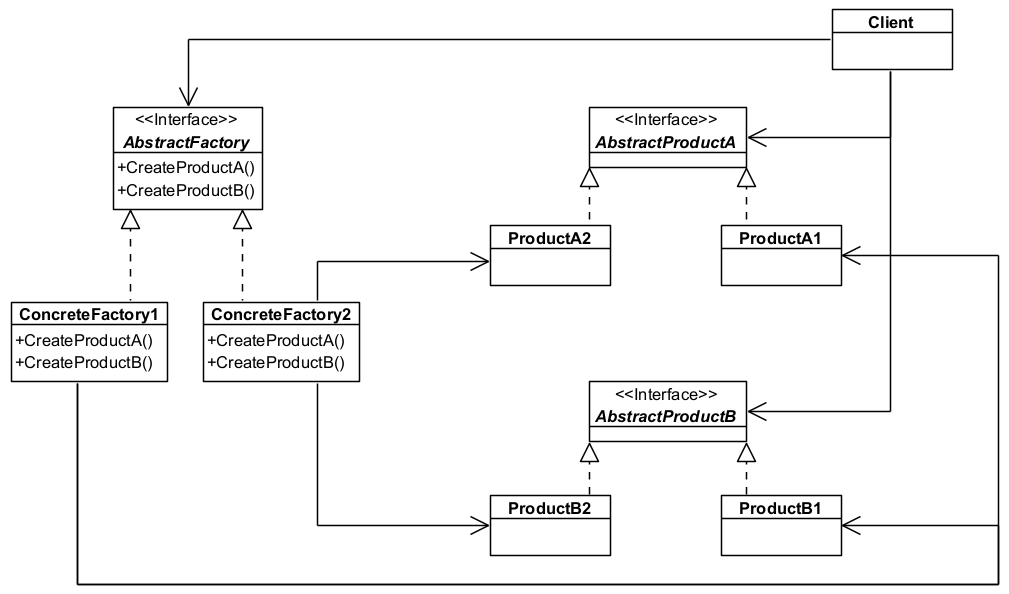 Client
<<Interface>>
AbstractFactory
+CreateProductA()
+CreateProductB()
<<Interface>>
AbstractProductA
ProductA2
ProductA1
ConcreteFactory1
+CreateProductA()
+CreateProductB()
ConcreteFactory2
+CreateProductA()
+CreateProductB()
<<Interface>>
AbstractProductB
ProductB2
ProductB1